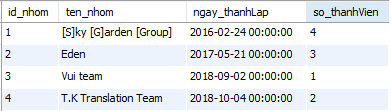 id_nhom ten_nhom ngay_thanhLap so_thanhVien
1 [S]ky [G]arden [Group] 2016-02-24 00:00:00 4
2 Eden 2017-05-21 00:00:00 3
3 Vui team 2018-09-02 00:00:00 1
4 T.K Translation Team 2018-10-04 00:00:00 2